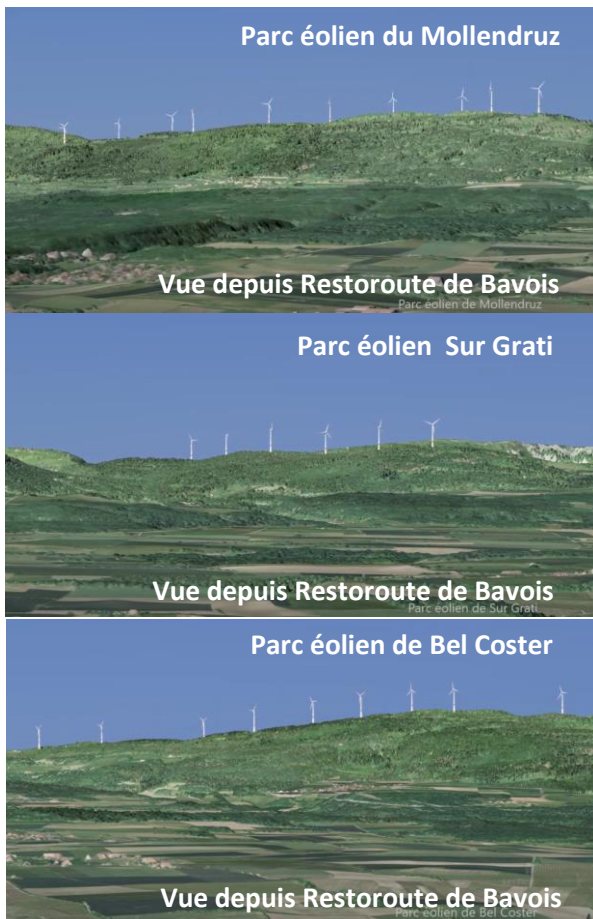 Parc éolien du Mollendruz
Vue depuis Restoroute de Bavois
Parc éolien de Mollendruz
Parc éolien Sur Grati
Vue depuis Restoroute de Bavois
Parc éolien de Sur Grati
Parc éolien de Bel Coster
Vue depuis Restoroute de Bavois
Parc éolien de Bel Coster